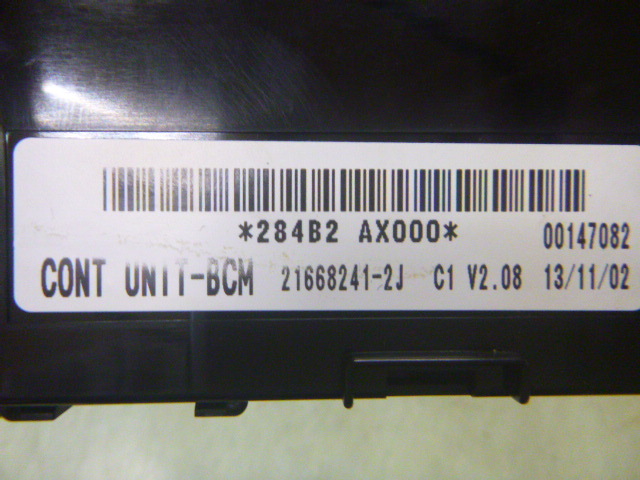 *284B2 AX000* 00147082
CONT UNIT-BCM 21668241-2J C1 V2.08 13/11/02